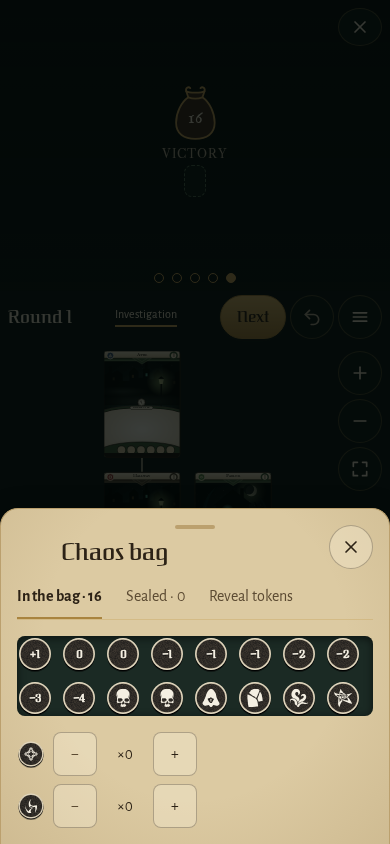 16
VICTORY
Round 1
Investigation
Next
Chaos bag
In the bag · 16
Sealed · 0
Reveal tokens
+1 0 0 -1 -1 -1 -2 -2
-3 -4
− ×0 +
− ×0 +